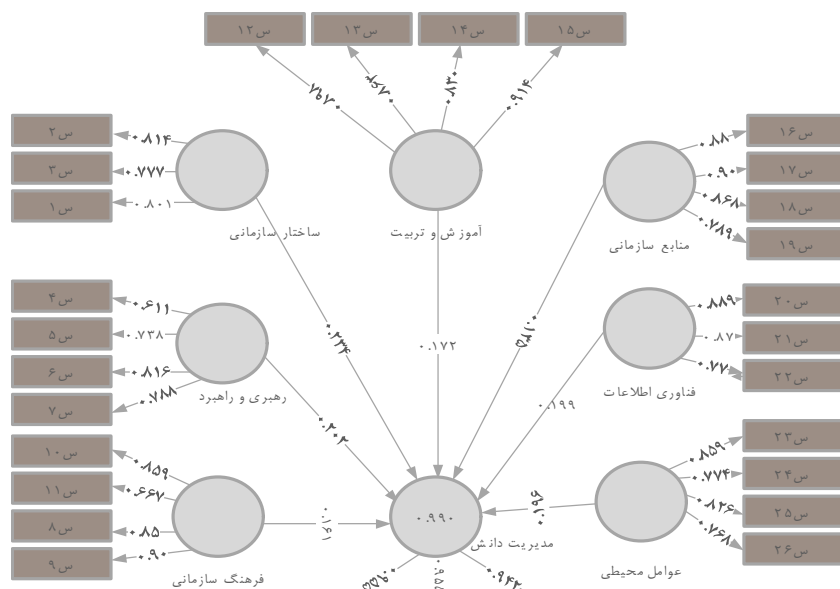 س۱۲
س۱۳
س۱۴
س۱۵
۰.۷۶۷
۰.۸۳۰
۰.۹۱۴
س۲
س۳
س۱
۰.۸۱۴
۰.۷۷۷
۰.۸۰۱
ساختار سازمانی
آموزش و تربیت
منابع سازمانی
۰.۸۸
۰.۹۰
۰.۸۶۸
۰.۷۸۹
س۱۶
س۱۷
س۱۸
س۱۹
س۴
س۵
س۶
س۷
۰.۶۱۱
۰.۷۳۸
۰.۸۱۶
۰.۷۸۸
رهبری و راهبرد
۰.۲۳۴
۰.۱۷۲
۰.۸۸۹
۰.۸۷
۰.۷۷
س۲۰
س۲۱
س۲۲
فناوری اطلاعات
۰.۲۰۲
۰.۱۹۹
س۱۰
س۱۱
س۸
س۹
۰.۸۵۹
۰.۶۶۷
۰.۸۵
۰.۹۰
فرهنگ سازمانی
۰.۱۶۱
۰.۹۹۰
مدیریت دانش
۰.۱۹۶
۰.۸۵۹
۰.۷۷۴
۰.۸۲۶
۰.۷۶۸
س۲۳
س۲۴
س۲۵
س۲۶
عوامل محیطی